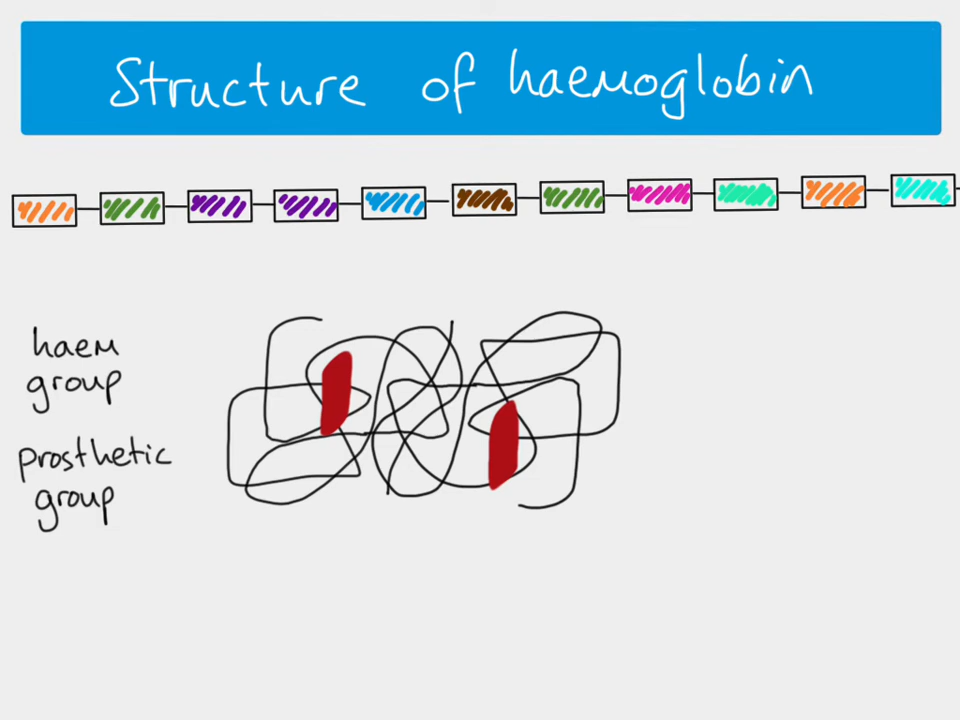 Structure of haemoglobin
haem
group
prosthetic
group